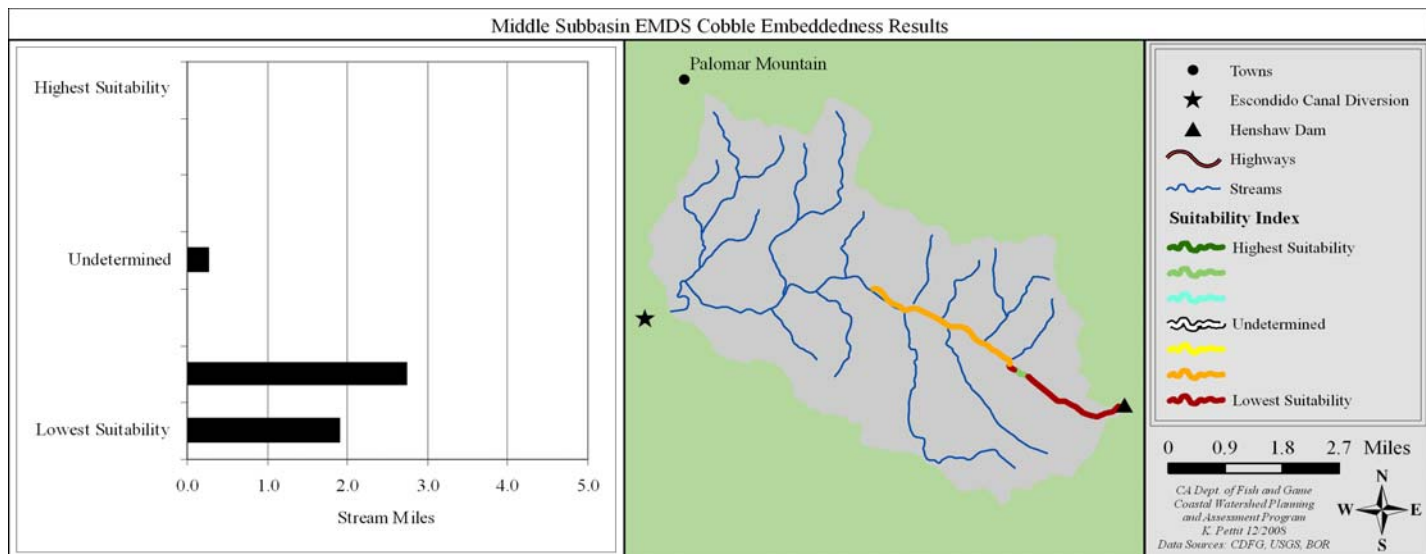 Middle Subbasin EMDS Cobble Embeddedness Results
Highest Suitability
Undetermined
Lowest Suitability
0.0 1.0 2.0 3.0 4.0 5.0
Stream Miles
Palomar Mountain
Towns
Escondido Canal Diversion
Henshaw Dam
Highways
Streams
Suitability Index
Highest Suitability
Undetermined
Lowest Suitability
0 0.9 1.8 2.7 Miles
CA Dept. of Fish and Game
Coastal Watershed Planning
and Assessment Program
K. Pettit 12/2008
Data Sources: CDFG, USGS, BOR
N
W E
S